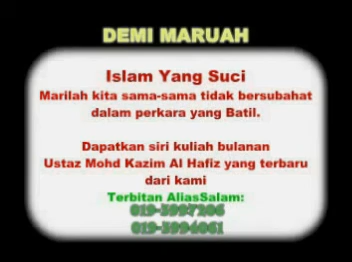 DEMI MARUAH
Islam Yang Suci
Marilah kita sama-sama tidak bersubahat
dalam perkara yang Batil.
Dapatkan siri kuliah bulanan
Ustaz Mohd Kazim Al Hafiz yang terbaru
dari kami
Terbitan AliasSalam: